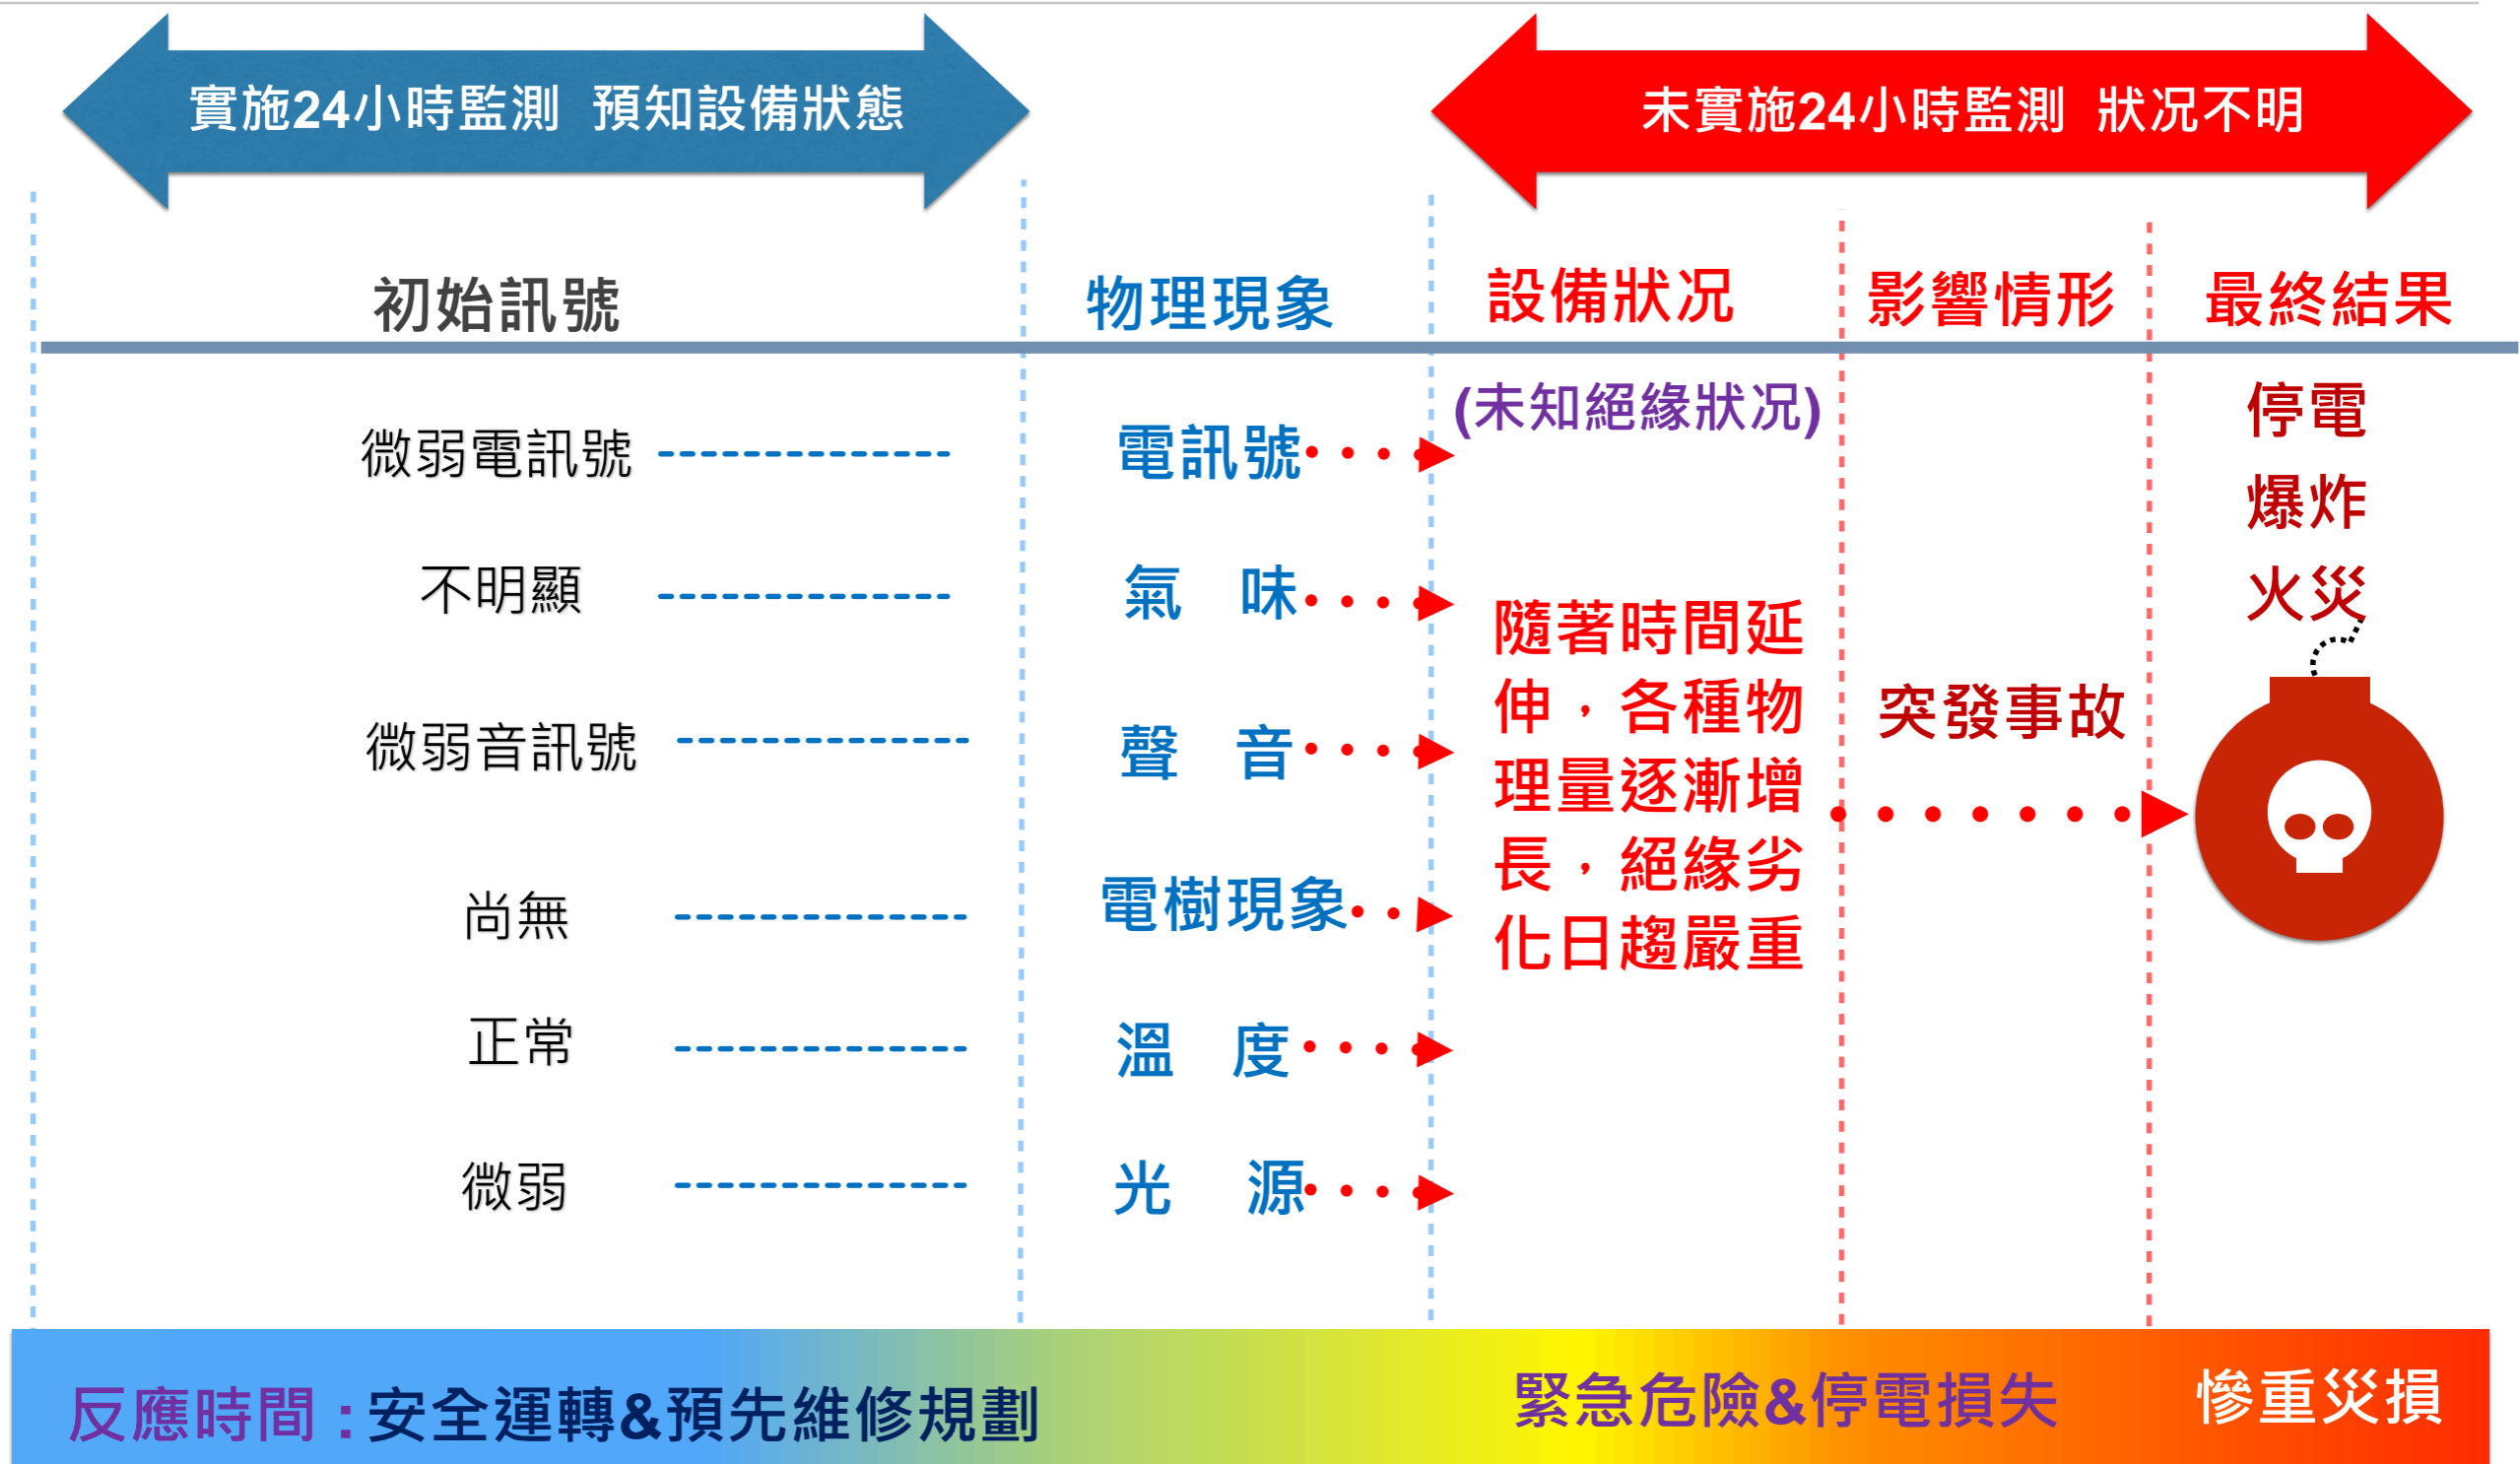 實施24小時監測 預知設備狀態
未實施24小時監測 狀況不明
初始訊號
物理現象
設備狀況
影響情形
最終結果
微弱電訊號
電訊號
(未知絕緣狀況)
停電
爆炸
火災
不明顯
氣 味
隨著時間延
伸，各種物
理量逐漸增
長，絕緣劣
化日趨嚴重
突發事故
微弱音訊號
聲 音
尚無
電樹現象
正常
溫 度
微弱
光 源
反應時間:安全運轉&預先維修規劃
緊急危險&停電損失
慘重災損